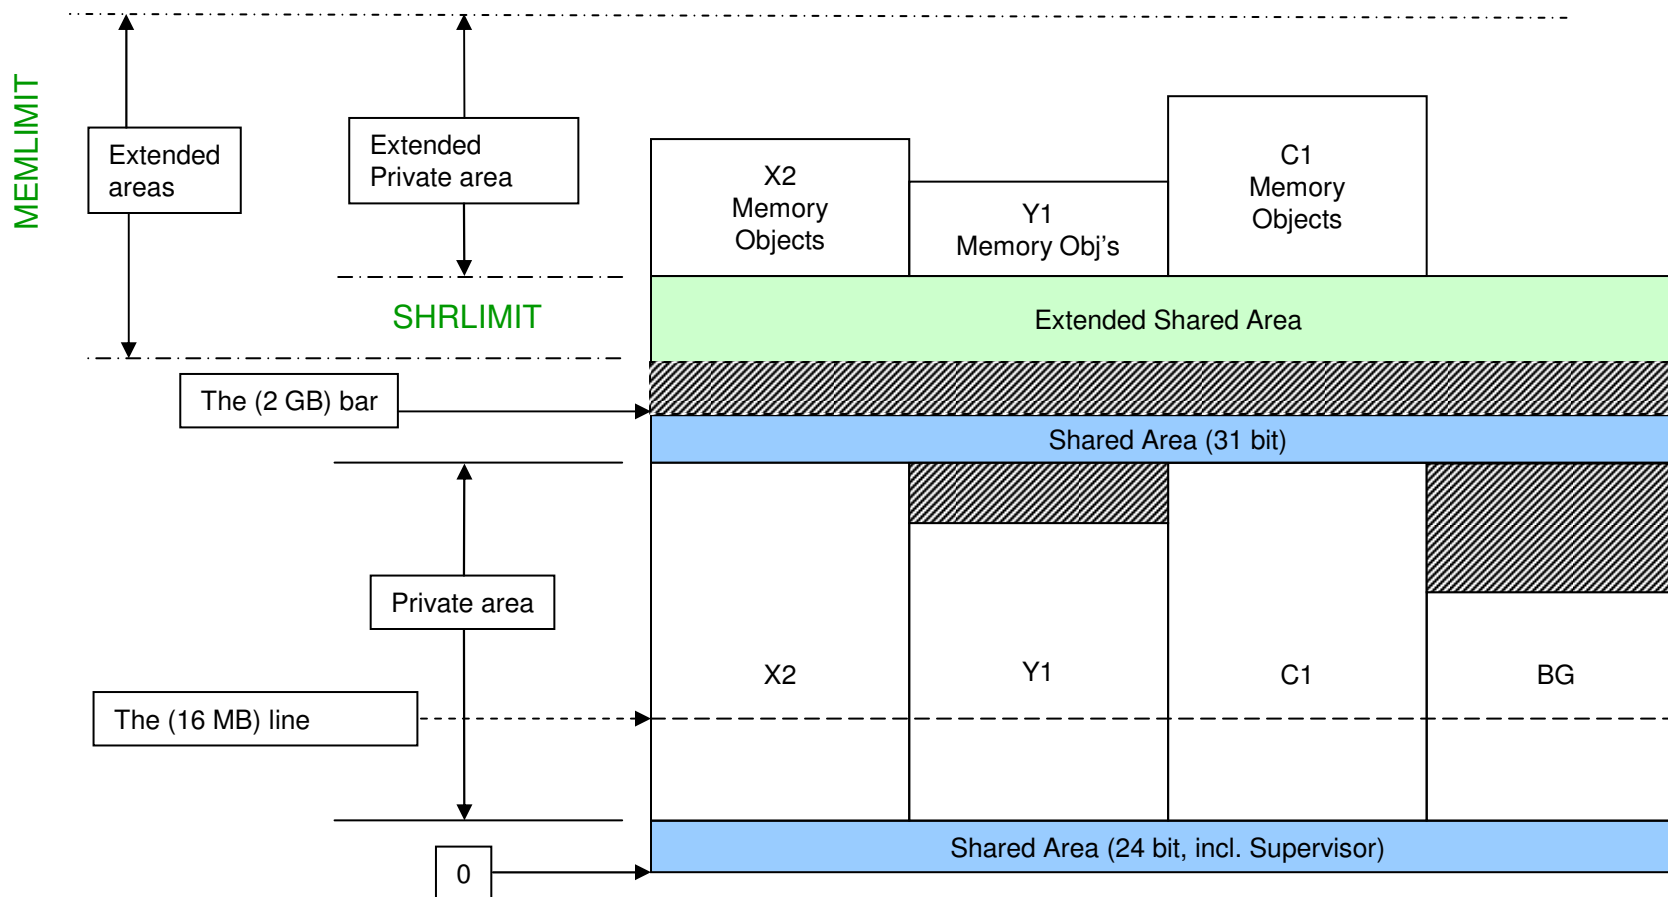 MEMLIMIT
Extended
areas
Extended
Private area
X2
Memory
Objects
Y1
Memory Obj's
C1
Memory
Objects
SHRLIMIT
Extended Shared Area
The (2 GB) bar
Shared Area (31 bit)
Private area
X2
Y1
C1
BG
The (16 MB) line
Shared Area (24 bit, incl. Supervisor)
0